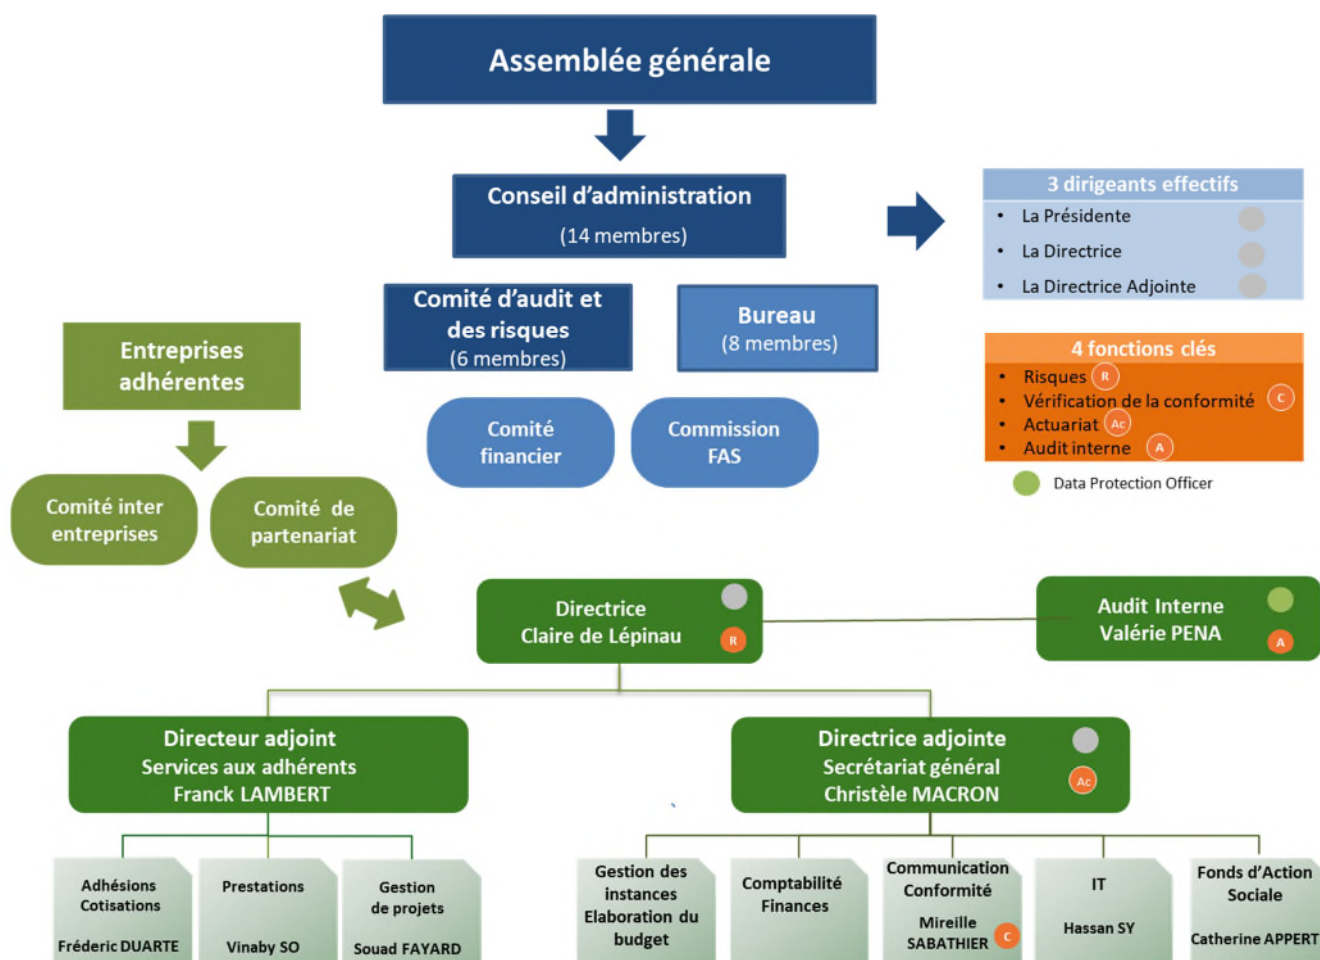 Assemblée générale
Conseil d'administration
(14 membres)
3 dirigeants effectifs
• La Présidente
• La Directrice
• La Directrice Adjointe
Comité d'audit et
des risques
(6 membres)
Bureau
(8 membres)
Entreprises
adhérentes
4 fonctions clés
• Risques R
• Vérification de la conformité C
• Actuariat Ac
• Audit interne A
Data Protection Officer
Comité
financier
Commission
FAS
Comité inter
entreprises
Comité de
partenariat
Directrice
Claire de Lépinau
R
Audit Interne
Valérie PENA
A
Directeur adjoint
Services aux adhérents
Franck LAMBERT
Directrice adjointe
Secrétariat général
Christèle MACRON
Ac
Adhésions
Cotisations
Fréderic DUARTE
Prestations
Vinaby SO
Gestion
de projets
Souad FAYARD
Gestion des
instances
Elaboration du
budget
Comptabilité
Finances
Communication
Conformité
Mireille
SABATHIER C
IT
Hassan SY
Fonds d'Action
Sociale
Catherine APPERT